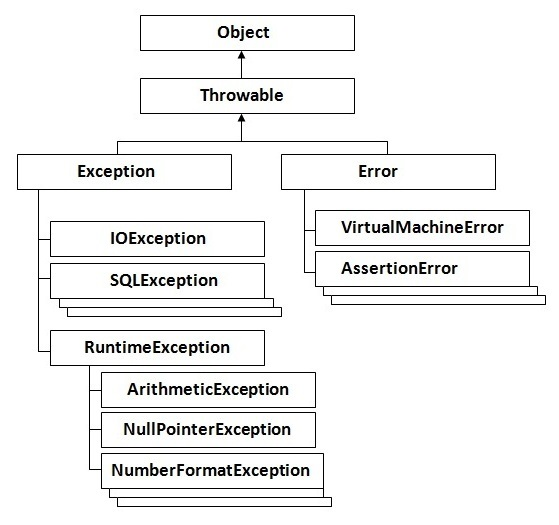 Object
Throwable
Exception
Error
IOException
VirtualMachineError
SQLException
AssertionError
RuntimeException
ArithmeticException
NullPointerException
NumberFormatException